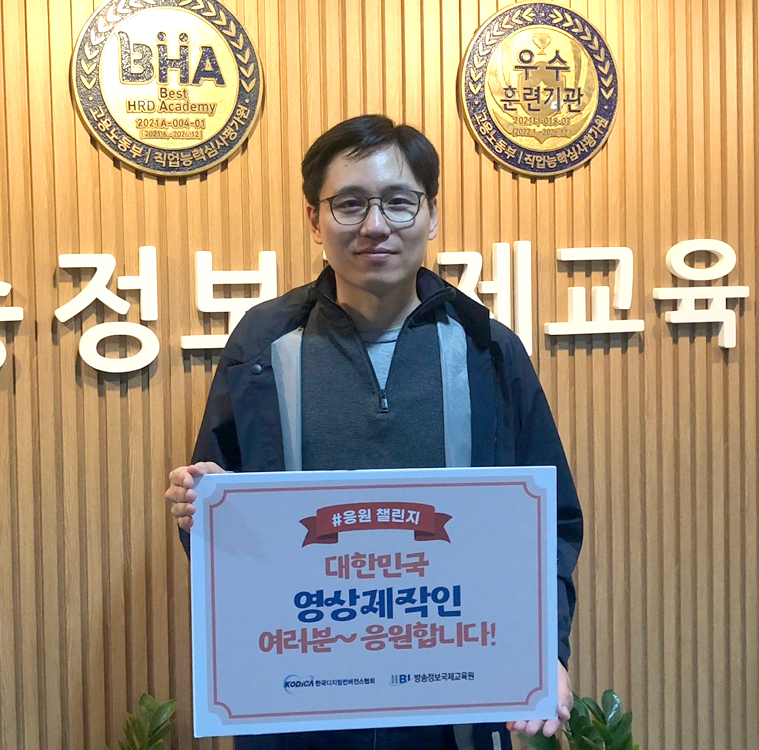 BHA
Best
HRD Academy
2021A-004-01
고용노동부 | 직업능력심사평가원
우수
훈련기관
고용노동부 | 직업능력심사평가원
송정보 제교육
#응원 챌린지
대한민국
영상제작인
여러분~ 응원합니다!
KODiCA 한국디지털컨버전스협회
IBI 방송정보국제교육원